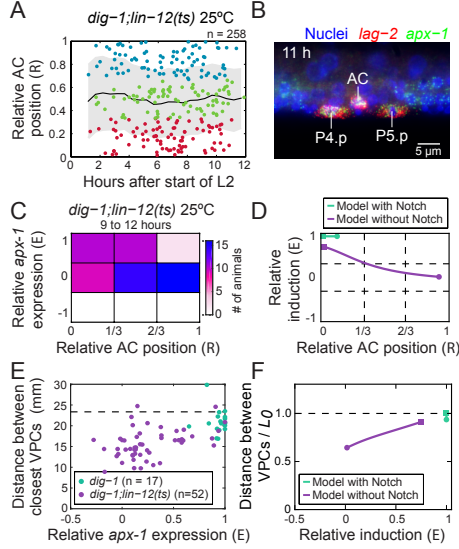 A
dig-1;lin-12(ts) 25ºC
n = 258
Relative AC
position (R)
1
0.8
0.6
0.4
0.2
0
0 2 4 6 8 10 12
Hours after start of L2
B
Nuclei lag-2 apx-1
11 h
AC
P4.p
P5.p
5 µm
C
dig-1;lin-12(ts) 25ºC
9 to 12 hours
Relative apx-1
expression (E)
1
0
-1
0 1/3 2/3 1
Relative AC position (R)
15
10
5
0
# of animals
D
Model with Notch
Model without Notch
Relative
induction (E)
1
0
-1
0 1/3 2/3 1
Relative AC position (R)
E
Distance between
closest VPCs (mm)
30
25
20
15
10
5
0
dig-1 (n = 17)
dig-1;lin-12(ts) (n=52)
-0.5 0 0.5 1
Relative apx-1 expression (E)
F
Distance between
VPCs / L0
1.0
0.5
0
Model with Notch
Model without Notch
-0.5 0 0.5 1
Relative induction (E)